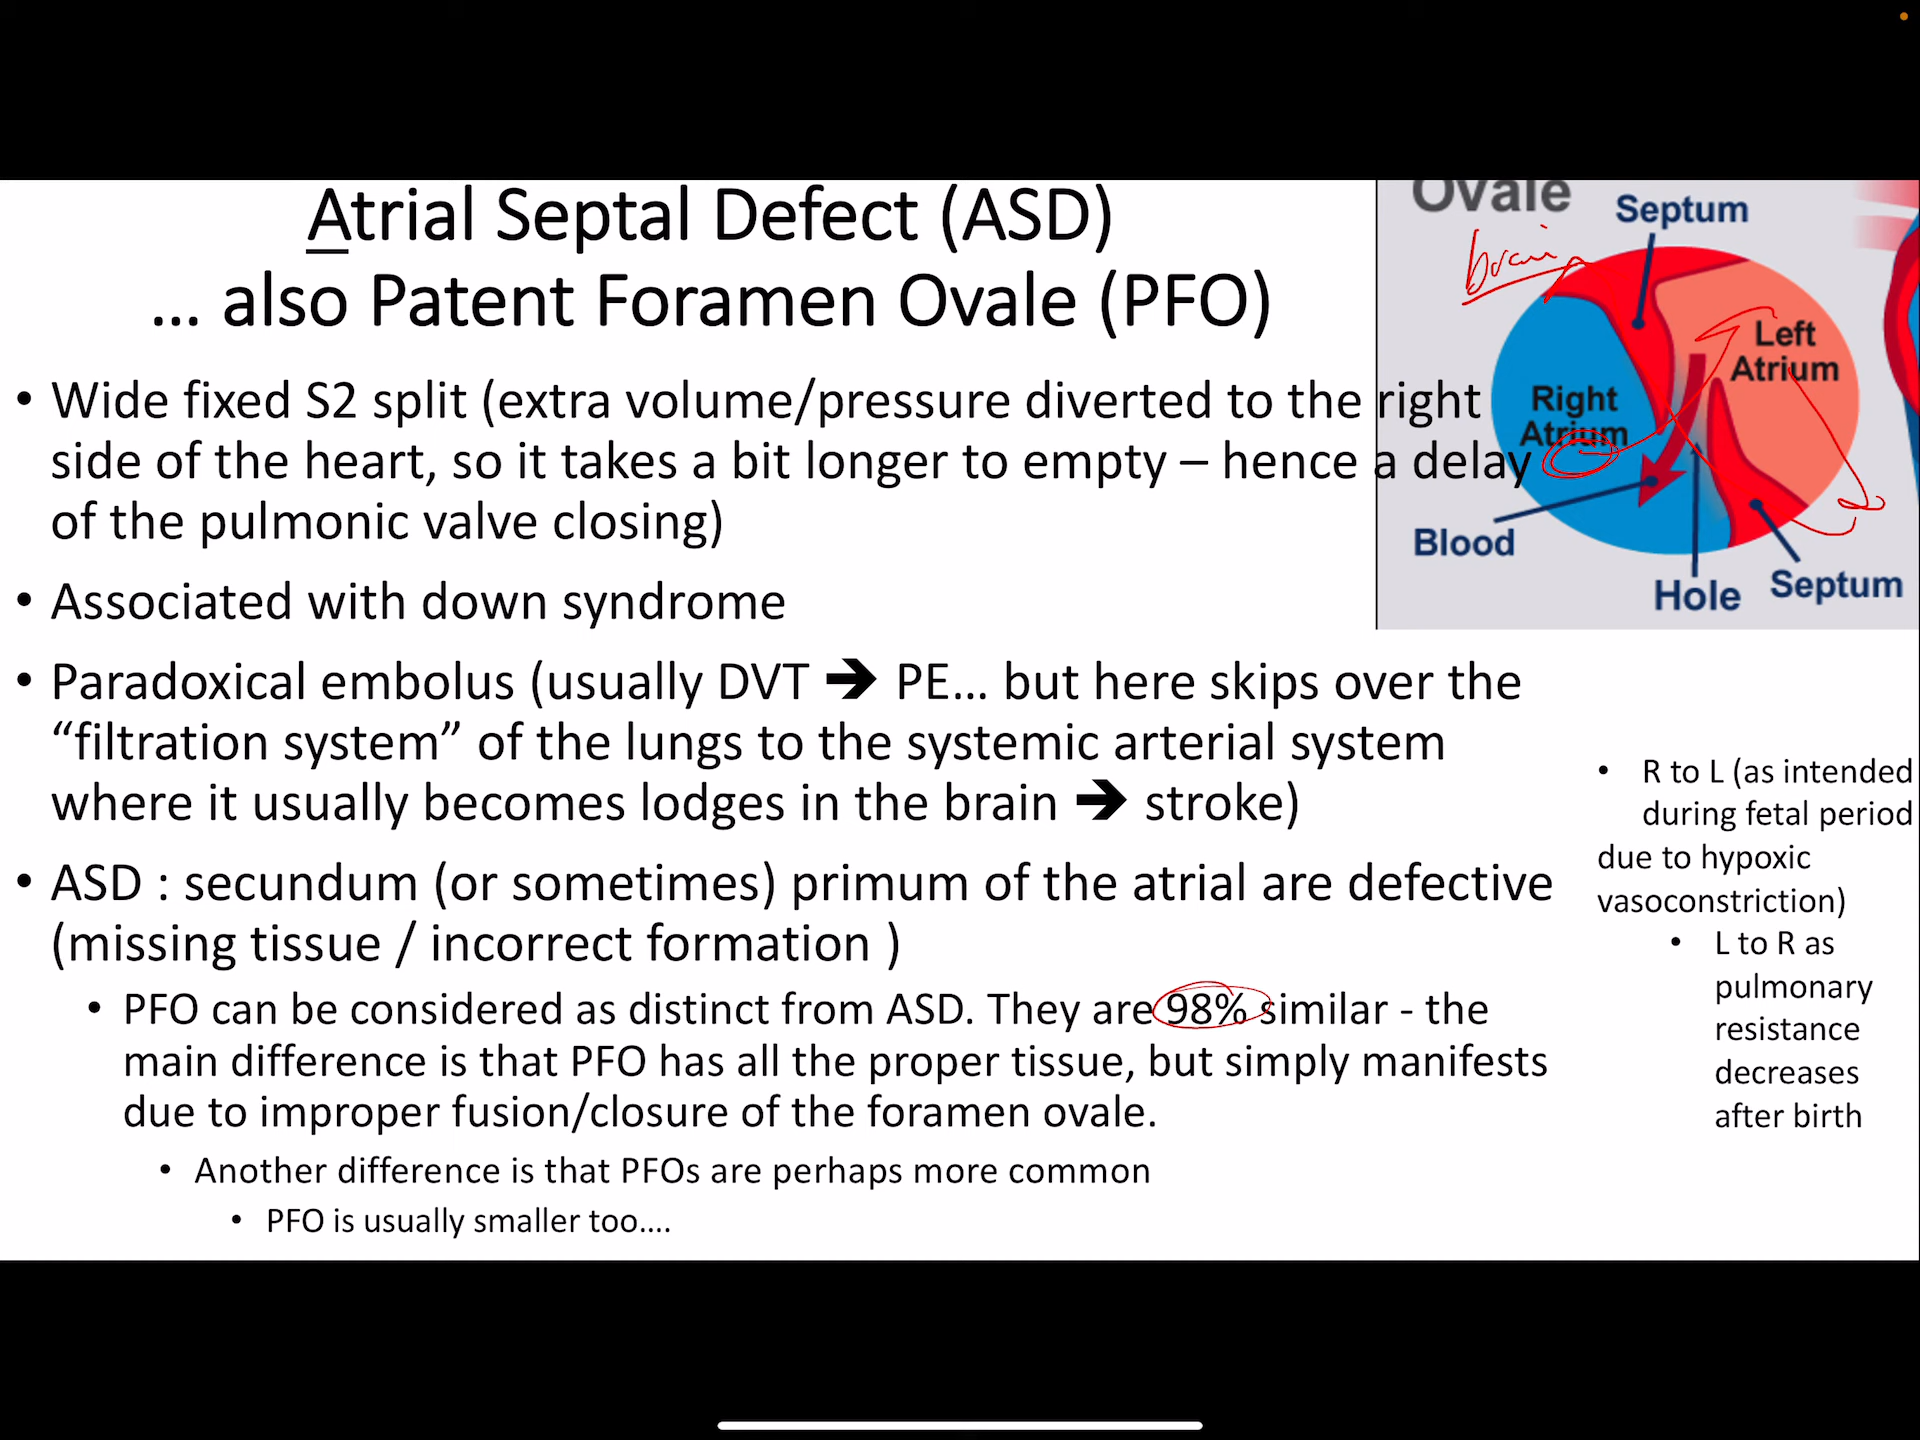 Atrial Septal Defect (ASD)
... also Patent Foramen Ovale (PFO)
• Wide fixed S2 split (extra volume/pressure diverted to the right
side of the heart, so it takes a bit longer to empty – hence a delay
of the pulmonic valve closing)
• Associated with down syndrome
• Paradoxical embolus (usually DVT ➔ PE... but here skips over the
“filtration system” of the lungs to the systemic arterial system
where it usually becomes lodges in the brain ➔ stroke)
• ASD : secundum (or sometimes) primum of the atrial are defective
(missing tissue / incorrect formation )
• PFO can be considered as distinct from ASD. They are 98% similar - the
main difference is that PFO has all the proper tissue, but simply manifests
due to improper fusion/closure of the foramen ovale.
• Another difference is that PFOs are perhaps more common
• PFO is usually smaller too....
Ovale
Septum
brain
Left
Atrium
Right
Atrium
Blood
Hole
Septum
• R to L (as intended
during fetal period
due to hypoxic
vasoconstriction)
• L to R as
pulmonary
resistance
decreases
after birth